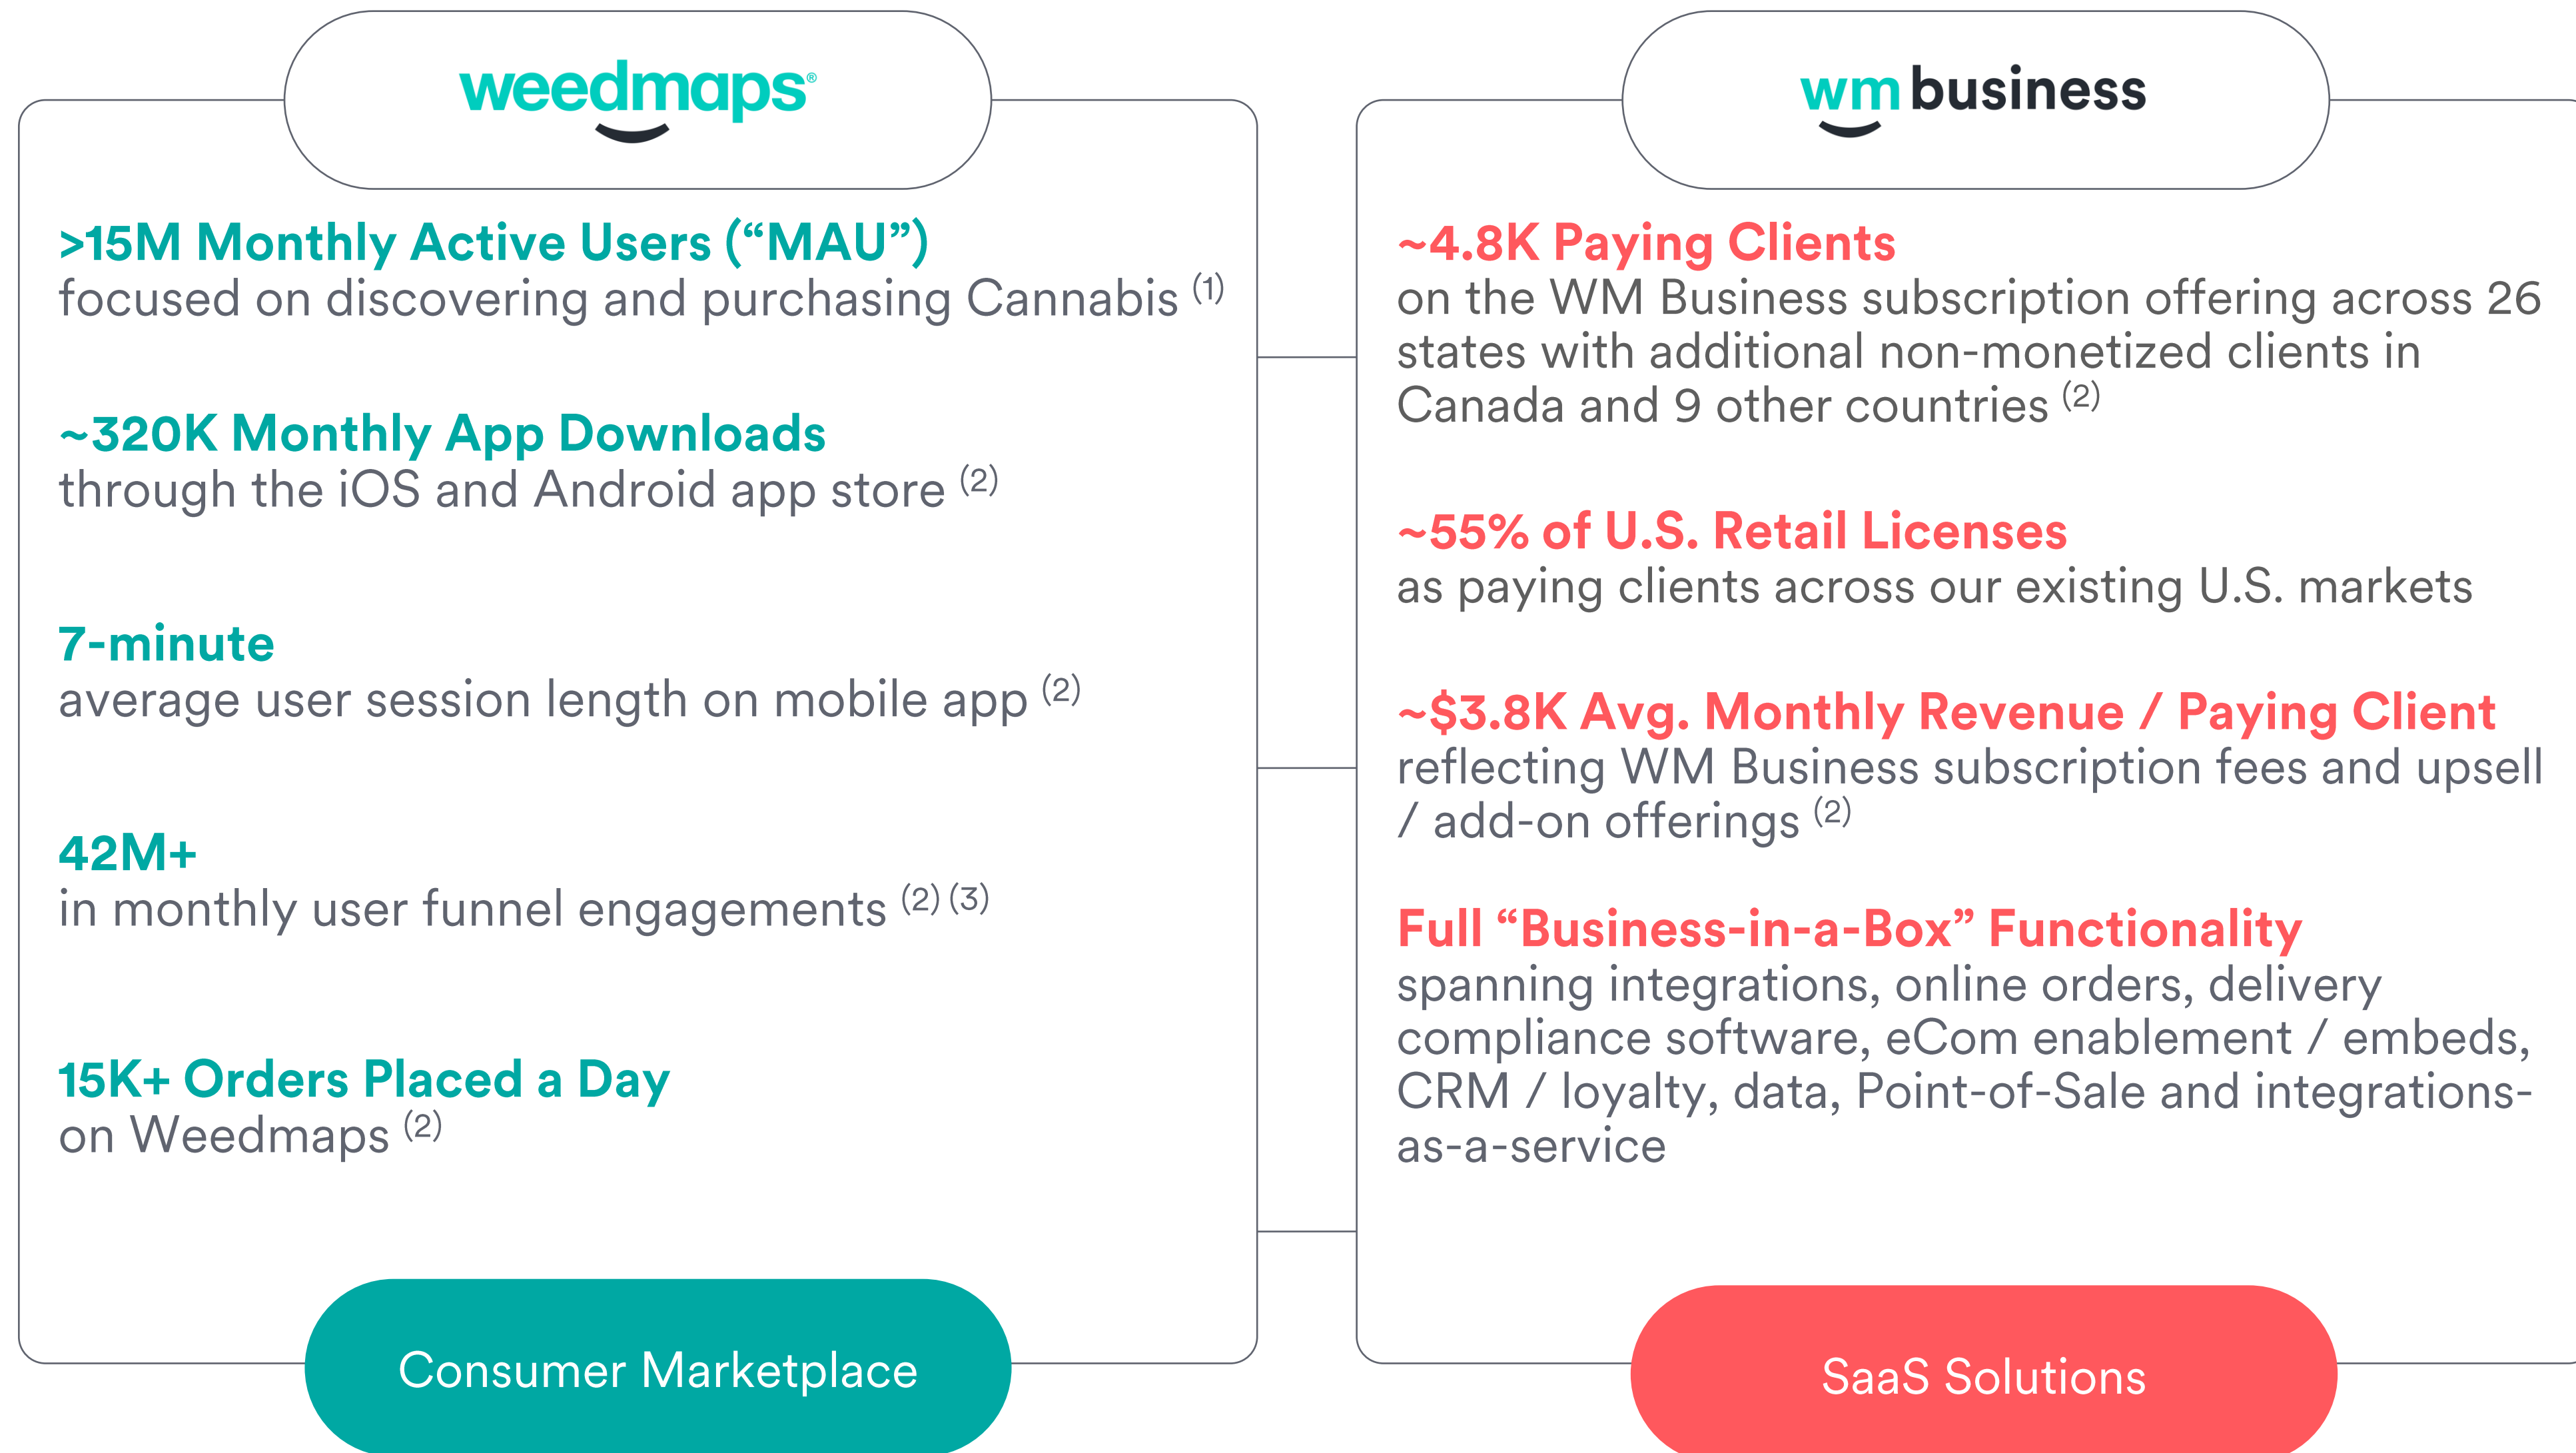 weedmaps®
>15M Monthly Active Users (“MAU”)
focused on discovering and purchasing Cannabis (1)
~320K Monthly App Downloads
through the iOS and Android app store (2)
7-minute
average user session length on mobile app (2)
42M+
in monthly user funnel engagements (2) (3)
15K+ Orders Placed a Day
on Weedmaps (2)
Consumer Marketplace
wm business
~4.8K Paying Clients
on the WM Business subscription offering across 26
states with additional non-monetized clients in
Canada and 9 other countries (2)
~55% of U.S. Retail Licenses
as paying clients across our existing U.S. markets
~$3.8K Avg. Monthly Revenue / Paying Client
reflecting WM Business subscription fees and upsell
/ add-on offerings (2)
Full “Business-in-a-Box” Functionality
spanning integrations, online orders, delivery
compliance software, eCom enablement / embeds,
CRM / loyalty, data, Point-of-Sale and integrations-
as-a-service
SaaS Solutions